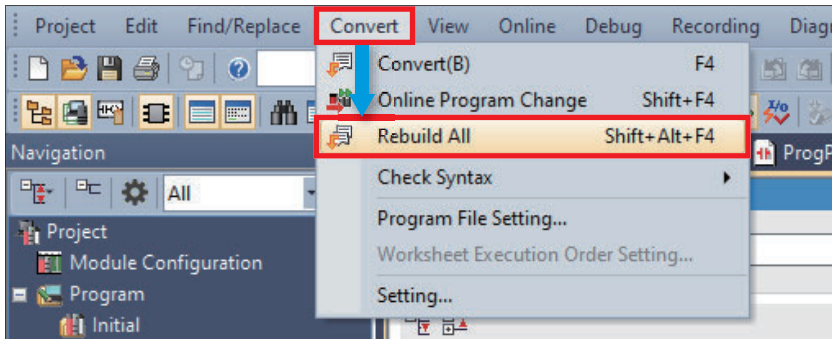 Project Edit Find/Replace Convert View Online Debug Recording Diag
Convert(B) F4
Online Program Change Shift+F4
Rebuild All Shift+Alt+F4
Navigation
ProgP
All
Check Syntax
Project
Program File Setting...
Module Configuration
Worksheet Execution Order Setting...
Program
Setting...
Initial